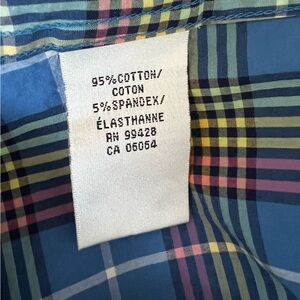 95%COTTON/
COTON
5%SPANDEX/
ÉLASTHANNE
RN 99428
CA 06054